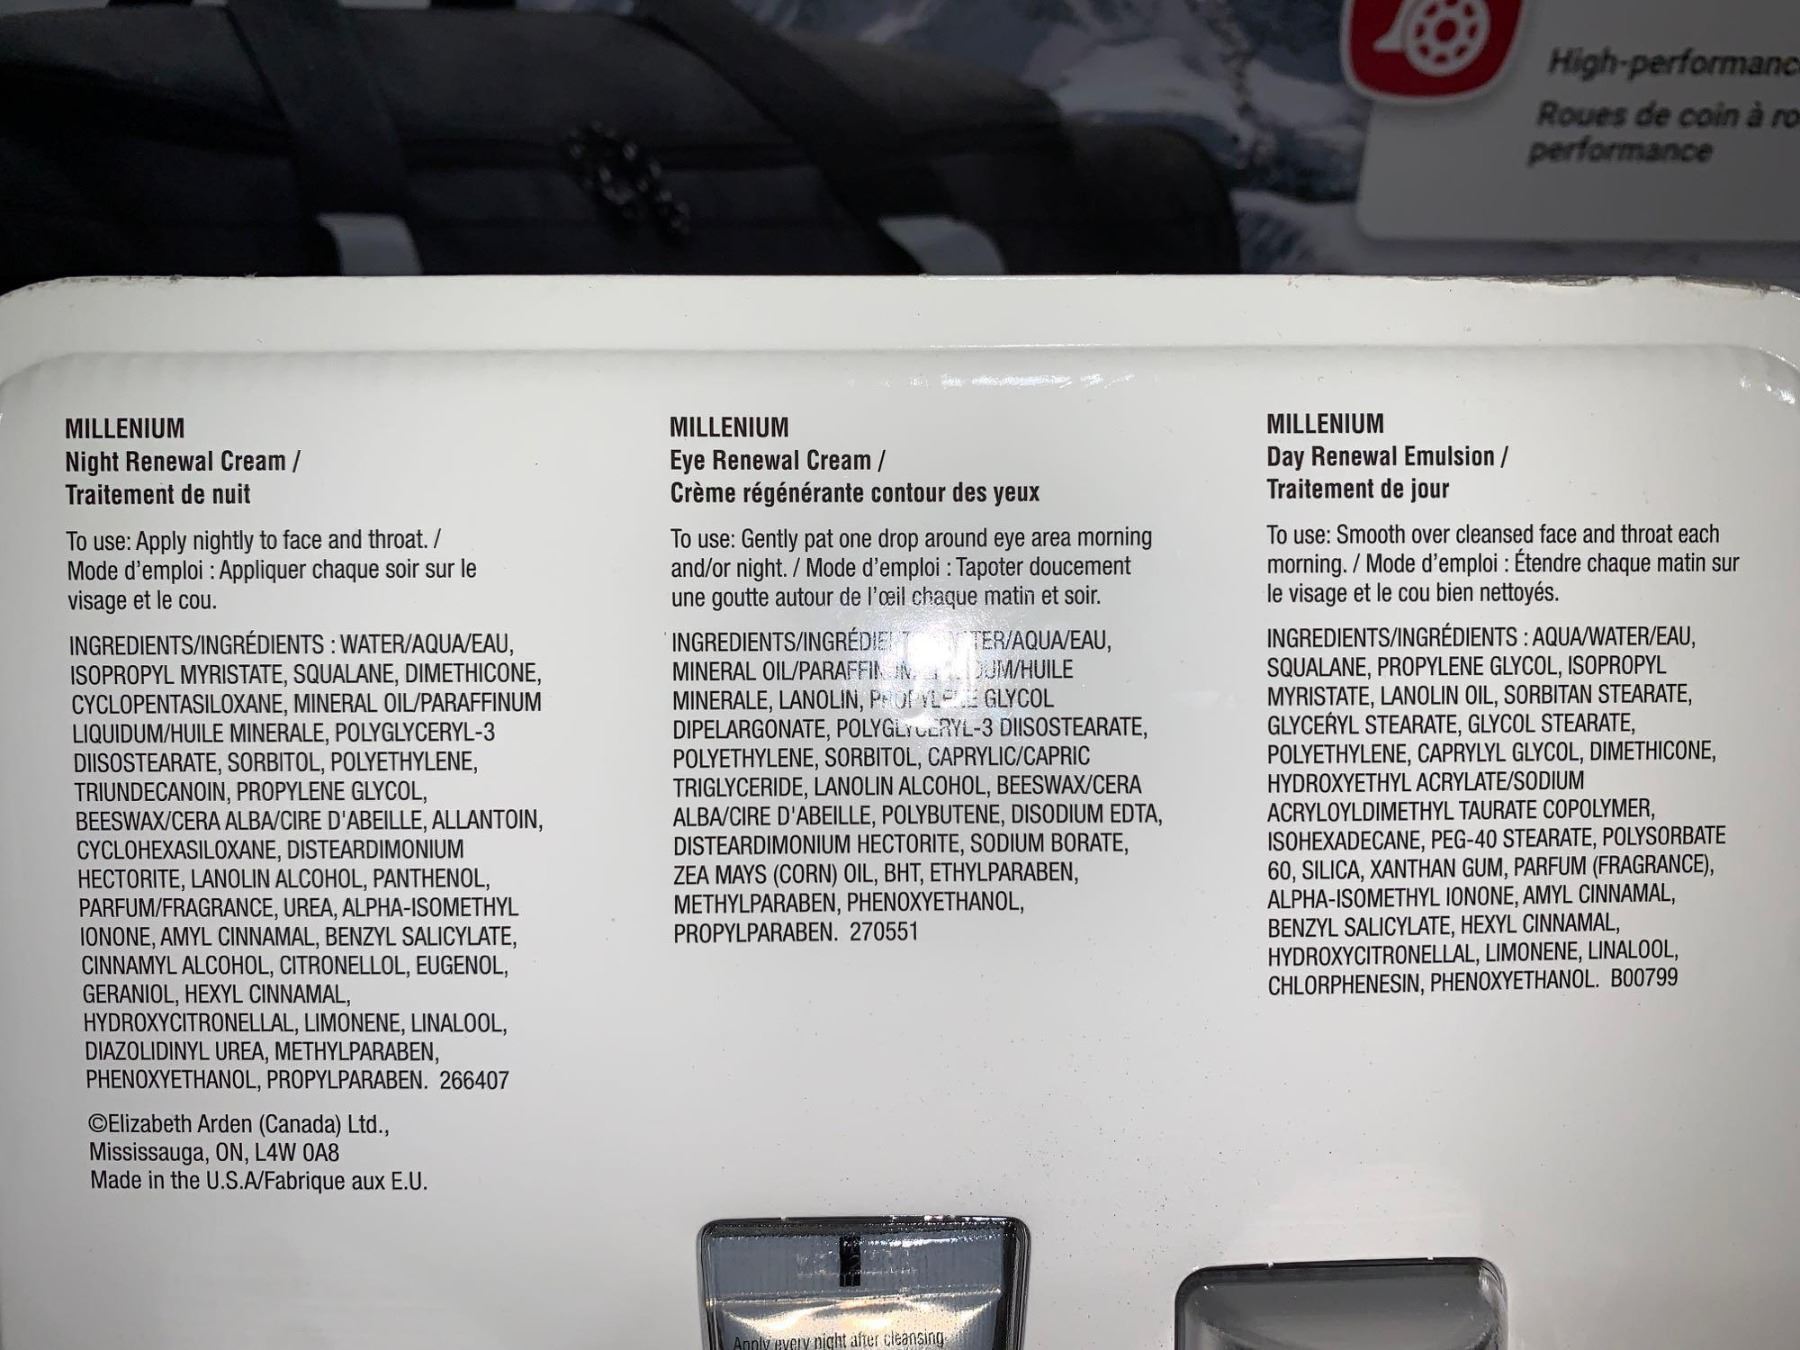 High-performanc
Roues de coin à ro
performance
MILLENIUM
Night Renewal Cream /
Traitement de nuit
To use: Apply nightly to face and throat. /
Mode d'emploi : Appliquer chaque soir sur le
visage et le cou.
INGREDIENTS/INGRÉDIENTS : WATER/AQUA/EAU,
ISOPROPYL MYRISTATE, SQUALANE, DIMETHICONE,
CYCLOPENTASILOXANE, MINERAL OIL/PARAFFINUM
LIQUIDUM/HUILE MINERALE, POLYGLYCERYL-3
DIISOSTEARATE, SORBITOL, POLYETHYLENE,
TRIUNDECANOIN, PROPYLENE GLYCOL,
BEESWAX/CERA ALBA/CIRE D'ABEILLE, ALLANTOIN,
CYCLOHEXASILOXANE, DISTEARDIMONIUM
HECTORITE, LANOLIN ALCOHOL, PANTHENOL,
PARFUM/FRAGRANCE, UREA, ALPHA-ISOMETHYL
IONONE, AMYL CINNAMAL, BENZYL SALICYLATE,
CINNAMYL ALCOHOL, CITRONELLOL, EUGENOL,
GERANIOL, HEXYL CINNAMAL,
HYDROXYCITRONELLAL, LIMONENE, LINALOOL,
DIAZOLIDINYL UREA, METHYLPARABEN,
PHENOXYETHANOL, PROPYLPARABEN. 266407
©Elizabeth Arden (Canada) Ltd.,
Mississauga, ON, L4W 0A8
Made in the U.S.A/Fabrique aux E.U.
MILLENIUM
Eye Renewal Cream /
Crème régénérante contour des yeux
To use: Gently pat one drop around eye area morning
and/or night. / Mode d'emploi : Tapoter doucement
une goutte autour de l'œil chaque matin et soir.
INGREDIENTS/INGRÉDIENTS : WATER/AQUA/EAU,
MINERAL OIL/PARAFFINUM LIQUIDUM/HUILE
MINERALE, LANOLIN, PROPYLENE GLYCOL
DIPELARGONATE, POLYGLYCERYL-3 DIISOSTEARATE,
POLYETHYLENE, SORBITOL, CAPRYLIC/CAPRIC
TRIGLYCERIDE, LANOLIN ALCOHOL, BEESWAX/CERA
ALBA/CIRE D'ABEILLE, POLYBUTENE, DISODIUM EDTA,
DISTEARDIMONIUM HECTORITE, SODIUM BORATE,
ZEA MAYS (CORN) OIL, BHT, ETHYLPARABEN,
METHYLPARABEN, PHENOXYETHANOL,
PROPYLPARABEN. 270551
MILLENIUM
Day Renewal Emulsion /
Traitement de jour
To use: Smooth over cleansed face and throat each
morning. / Mode d'emploi : Étendre chaque matin sur
le visage et le cou bien nettoyés.
INGREDIENTS/INGRÉDIENTS : AQUA/WATER/EAU,
SQUALANE, PROPYLENE GLYCOL, ISOPROPYL
MYRISTATE, LANOLIN OIL, SORBITAN STEARATE,
GLYCERYL STEARATE, GLYCOL STEARATE,
POLYETHYLENE, CAPRYLYL GLYCOL, DIMETHICONE,
HYDROXYETHYL ACRYLATE/SODIUM
ACRYLOYLDIMETHYL TAURATE COPOLYMER,
ISOHEXADECANE, PEG-40 STEARATE, POLYSORBATE
60, SILICA, XANTHAN GUM, PARFUM (FRAGRANCE),
ALPHA-ISOMETHYL IONONE, AMYL CINNAMAL,
BENZYL SALICYLATE, HEXYL CINNAMAL,
HYDROXYCITRONELLAL, LIMONENE, LINALOOL,
CHLORPHENESIN, PHENOXYETHANOL. B00799
Apply every night after cleansing